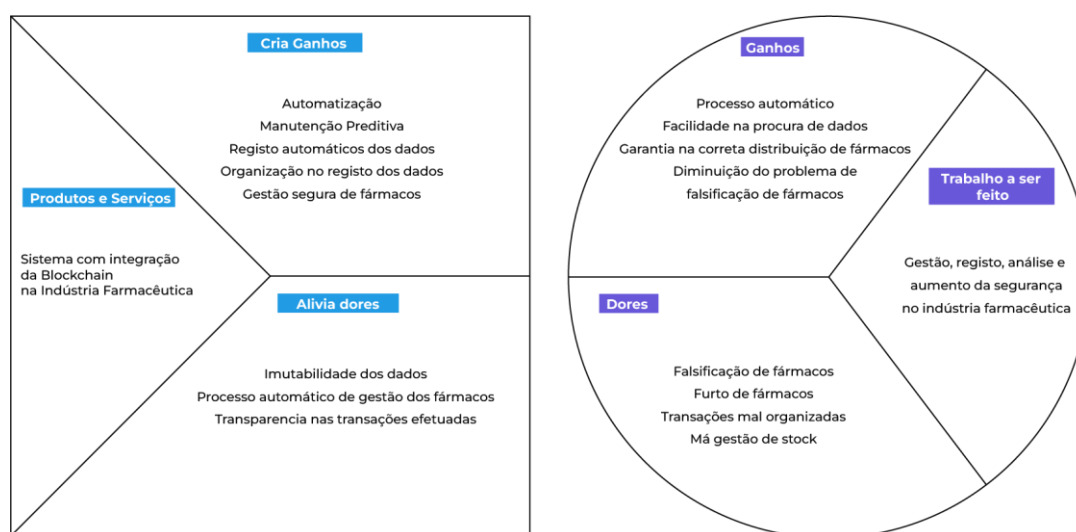 Cria Ganhos
Automatização
Manutenção Preditiva
Registo automáticos dos dados
Organização no registo dos dados
Gestão segura de fármacos
Produtos e Serviços
Sistema com integração
da Blockchain
na Indústria Farmacêutica
Alivia dores
Imutabilidade dos dados
Processo automático de gestão dos fármacos
Transparencia nas transações efetuadas
Ganhos
Processo automático
Facilidade na procura de dados
Garantia na correta distribuição de fármacos
Diminuição do problema de
falsificação de fármacos
Trabalho a ser
feito
Gestão, registo, análise e
aumento da segurança
no indústria farmacêutica
Dores
Falsificação de fármacos
Furto de fármacos
Transações mal organizadas
Má gestão de stock